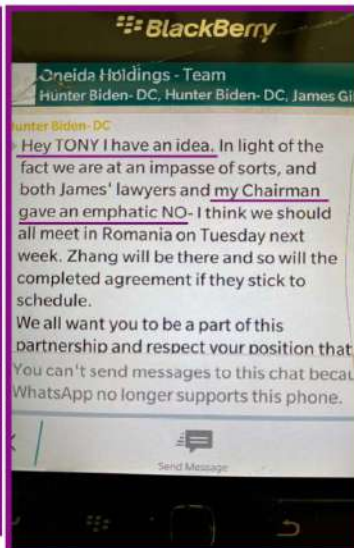 BlackBerry
Oneida Holdings - Team
Hunter Biden- DC, Hunter Biden- DC, James Gi
Hunter Biden- DC
Hey TONY I have an idea. In light of the
fact we are at an impasse of sorts, and
both James' lawyers and my Chairman
gave an emphatic NO- I think we should
all meet in Romania on Tuesday next
week. Zhang will be there and so will the
completed agreement if they stick to
schedule.
We all want you to be a part of this
partnership and respect your position that
You can't send messages to this chat becau
WhatsApp no longer supports this phone.
Send Message